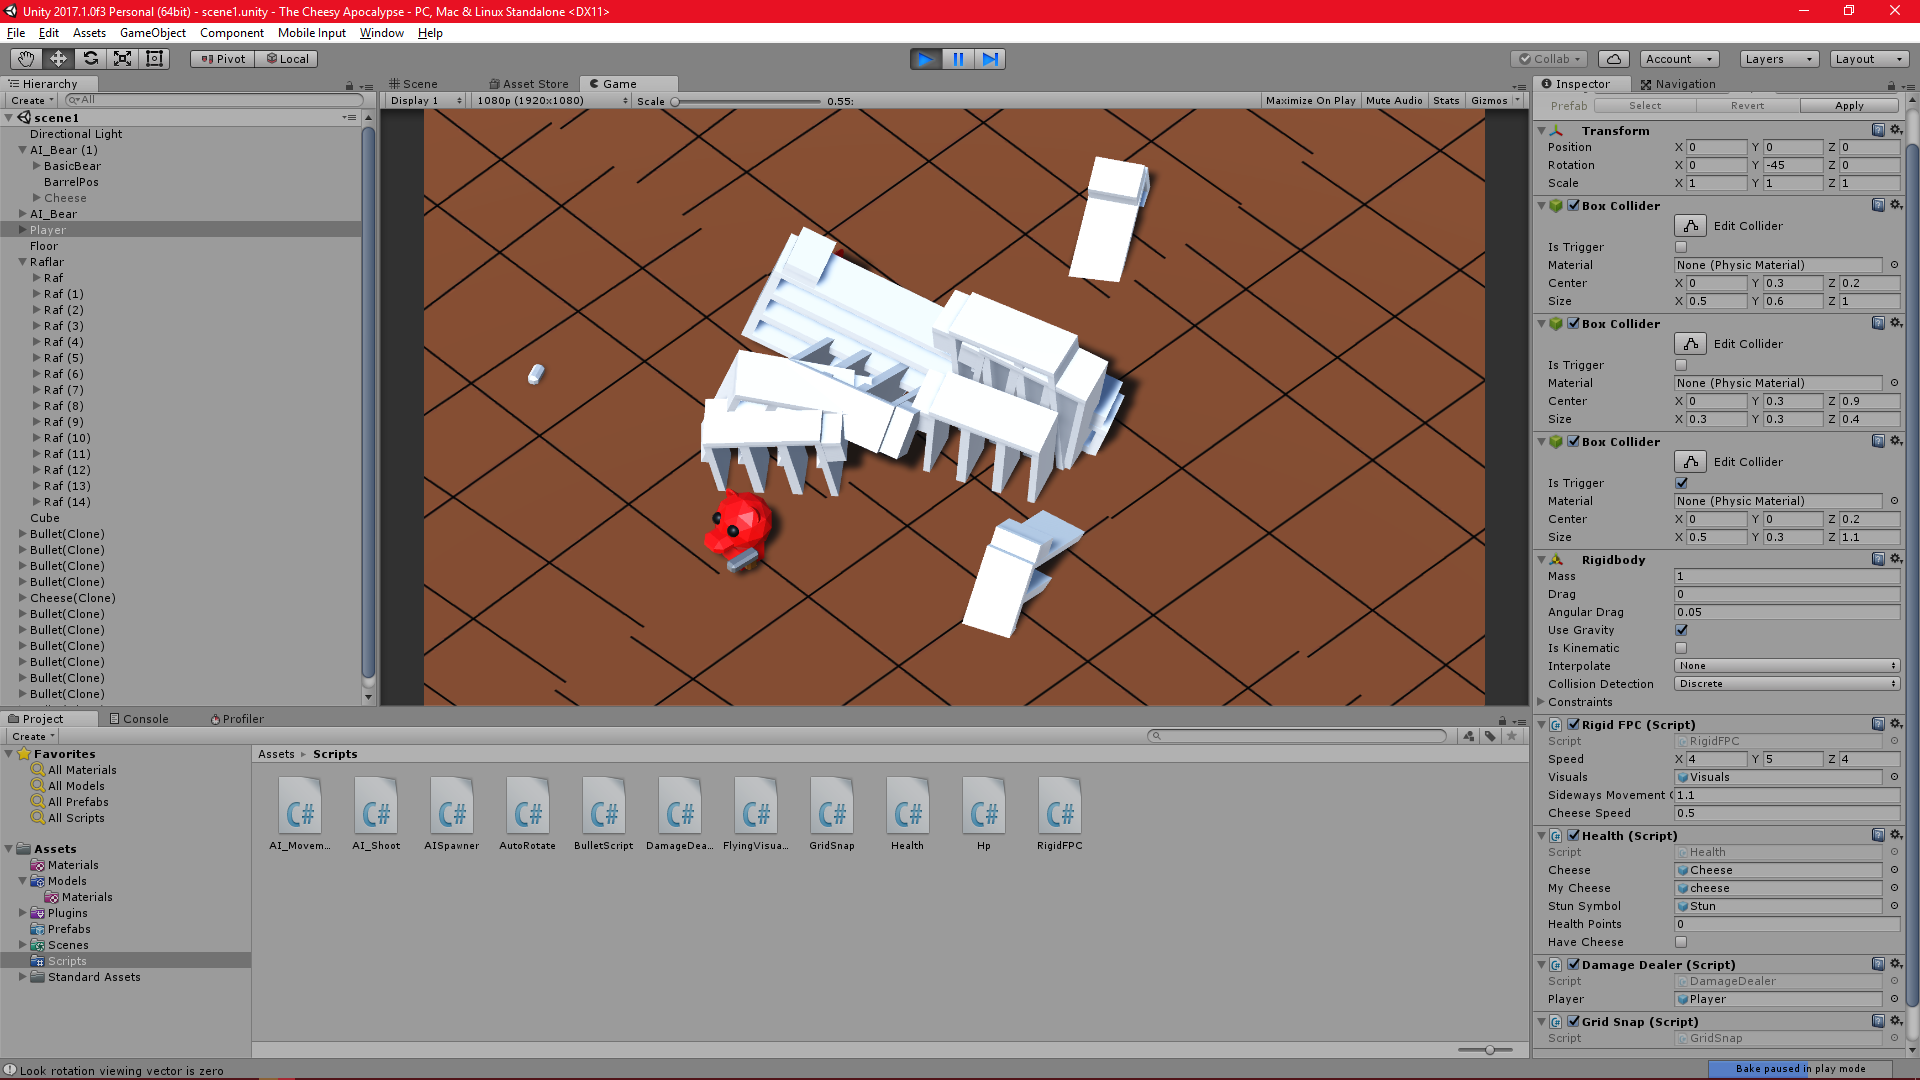 Unity 2017.1.0f3 Personal (64bit) - scene1.unity - The Cheesy Apocalypse - PC, Mac & Linux Standalone <DX11>
File Edit Assets GameObject Component Mobile Input Window Help
Pivot Local Collab Account Layers Layout
Hierarchy
Create All
scene1
Directional Light
AI_Bear (1)
BasicBear
BarrelPos
Cheese
AI_Bear
Player
Floor
Raflar
Raf
Raf (1)
Raf (2)
Raf (3)
Raf (4)
Raf (5)
Raf (6)
Raf (7)
Raf (8)
Raf (9)
Raf (10)
Raf (11)
Raf (12)
Raf (13)
Raf (14)
Cube
Bullet(Clone)
Bullet(Clone)
Bullet(Clone)
Bullet(Clone)
Cheese(Clone)
Bullet(Clone)
Bullet(Clone)
Bullet(Clone)
Bullet(Clone)
Bullet(Clone)
Bullet(Clone)
Scene Asset Store Game
Display 1 1080p (1920x1080) Scale 0.55: Maximize On Play Mute Audio Stats Gizmos
Inspector Navigation
Prefab Select Revert Apply
Transform
Position X 0 Y 0 Z 0
Rotation X 0 Y -45 Z 0
Scale X 1 Y 1 Z 1
Box Collider
Edit Collider
Is Trigger
Material None (Physic Material)
Center X 0 Y 0.3 Z 0.2
Size X 0.5 Y 0.6 Z 1
Box Collider
Edit Collider
Is Trigger
Material None (Physic Material)
Center X 0 Y 0.3 Z 0.9
Size X 0.3 Y 0.3 Z 0.4
Box Collider
Edit Collider
Is Trigger
Material None (Physic Material)
Center X 0 Y 0 Z 0.2
Size X 0.5 Y 0.3 Z 1.1
Rigidbody
Mass 1
Drag 0
Angular Drag 0.05
Use Gravity
Is Kinematic
Interpolate None
Collision Detection Discrete
Constraints
Rigid FPC (Script)
Script RigidFPC
Speed X 4 Y 5 Z 4
Visuals Visuals
Sideways Movement C 1.1
Cheese Speed 0.5
Health (Script)
Script Health
Cheese Cheese
My Cheese cheese
Stun Symbol Stun
Health Points 0
Have Cheese
Damage Dealer (Script)
Script DamageDealer
Player Player
Grid Snap (Script)
Script GridSnap
Project Console Profiler
Create
Favorites
All Materials
All Models
All Prefabs
All Scripts
Assets
Materials
Models
Materials
Plugins
Prefabs
Scenes
Scripts
Standard Assets
Assets Scripts
C# C# C# C# C# C# C# C# C# C# C#
AI_Movem... AI_Shoot AISpawner AutoRotate BulletScript DamageDea... FlyingVisua... GridSnap Health Hp RigidFPC
Look rotation viewing vector is zero
Bake paused in play mode